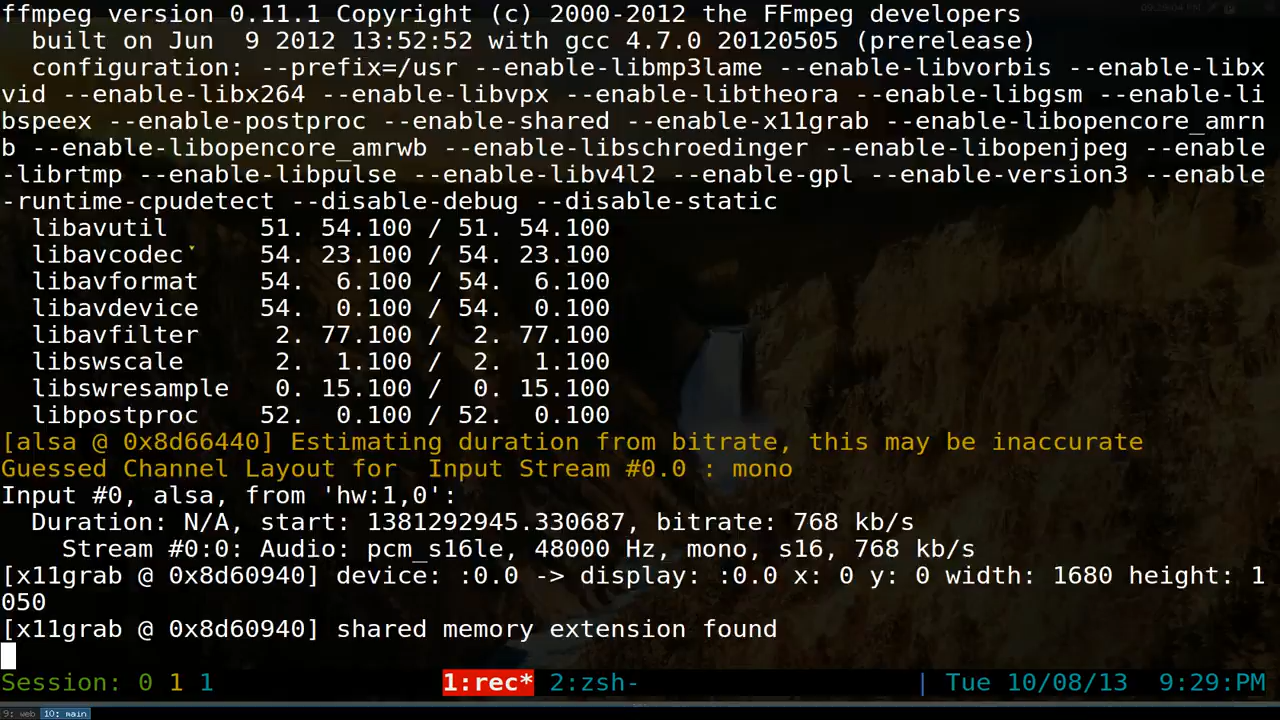 ffmpeg version 0.11.1 Copyright (c) 2000-2012 the FFmpeg developers
  built on Jun  9 2012 13:52:52 with gcc 4.7.0 20120505 (prerelease)
  configuration: --prefix=/usr --enable-libmp3lame --enable-libvorbis --enable-libx
vid --enable-libx264 --enable-libvpx --enable-libtheora --enable-libgsm --enable-li
bspeex --enable-postproc --enable-shared --enable-x11grab --enable-libopencore_amrn
b --enable-libopencore_amrwb --enable-libschroedinger --enable-libopenjpeg --enable
-librtmp --enable-libpulse --enable-libv4l2 --enable-gpl --enable-version3 --enable
-runtime-cpudetect --disable-debug --disable-static
  libavutil      51. 54.100 / 51. 54.100
  libavcodec     54. 23.100 / 54. 23.100
  libavformat    54.  6.100 / 54.  6.100
  libavdevice    54.  0.100 / 54.  0.100
  libavfilter     2. 77.100 /  2. 77.100
  libswscale      2.  1.100 /  2.  1.100
  libswresample   0. 15.100 /  0. 15.100
  libpostproc    52.  0.100 / 52.  0.100
[alsa @ 0x8d66440] Estimating duration from bitrate, this may be inaccurate
Guessed Channel Layout for  Input Stream #0.0 : mono
Input #0, alsa, from 'hw:1,0':
  Duration: N/A, start: 1381292945.330687, bitrate: 768 kb/s
    Stream #0:0: Audio: pcm_s16le, 48000 Hz, mono, s16, 768 kb/s
[x11grab @ 0x8d60940] device: :0.0 -> display: :0.0 x: 0 y: 0 width: 1680 height: 1
050
[x11grab @ 0x8d60940] shared memory extension found
Session: 0 1 1 1:rec* 2:zsh- | Tue 10/08/13  9:29:PM
9: web 10: main